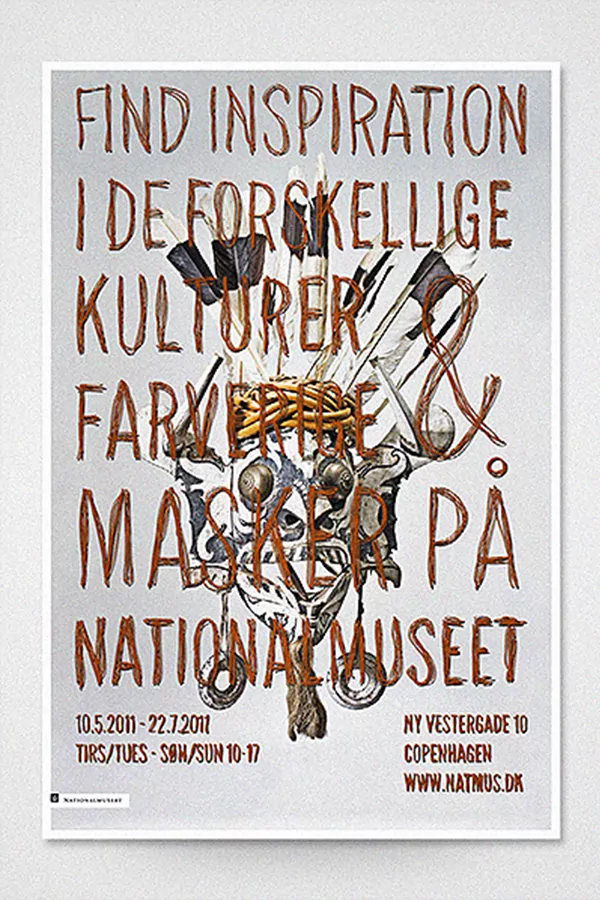 FIND INSPIRATION
I DE FORSKELLIGE
KULTURER &
FARVERIGE
MASKER PÅ
NATIONALMUSEET
10.5.2011 - 22.7.2011
TIRS/TUES - SØN/SUN 10-17
NY VESTERGADE 10
COPENHAGEN
WWW.NATMUS.DK
NATIONALMUSEET